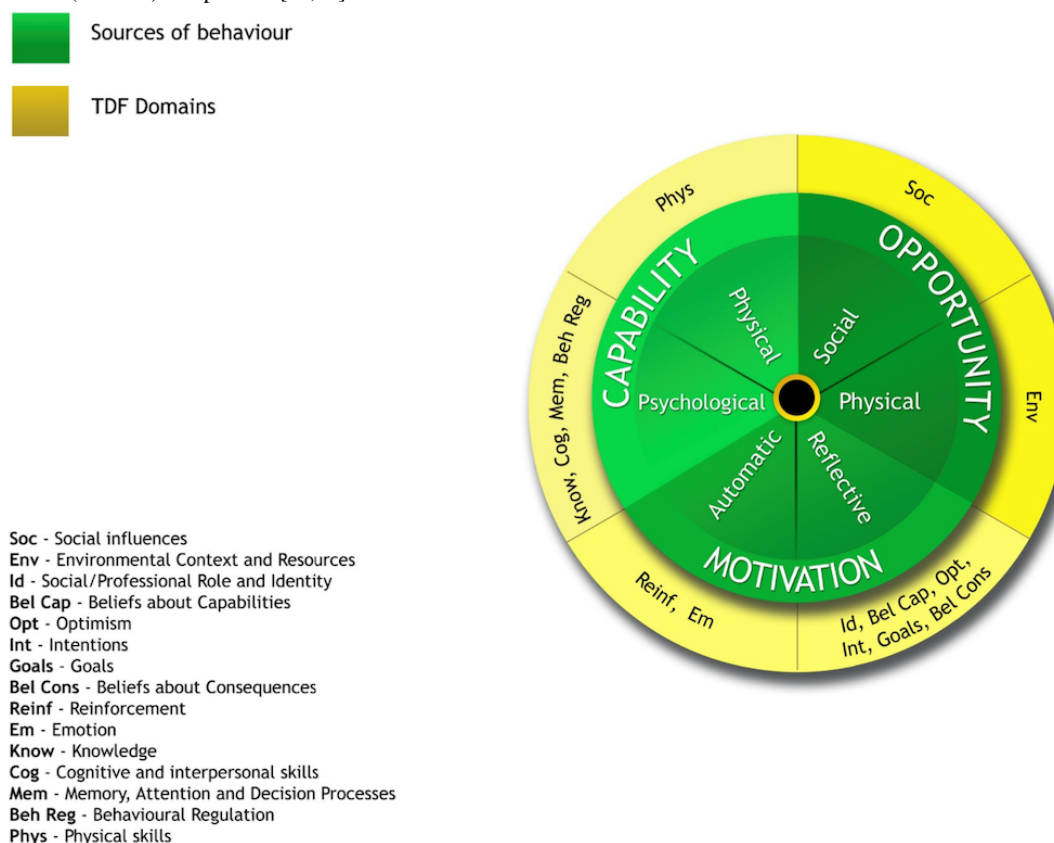 Sources of behaviour
TDF Domains
Phys
Soc
CAPABILITY
OPPORTUNITY
Physical
Social
Know, Cog, Mem, Beh Reg
Psychological
Physical
Env
Automatic
Reflective
MOTIVATION
Reinf, Em
Id, Bel Cap, Opt,
Int, Goals, Bel Cons
Soc - Social influences
Env - Environmental Context and Resources
Id - Social/Professional Role and Identity
Bel Cap - Beliefs about Capabilities
Opt - Optimism
Int - Intentions
Goals - Goals
Bel Cons - Beliefs about Consequences
Reinf - Reinforcement
Em - Emotion
Know - Knowledge
Cog - Cognitive and interpersonal skills
Mem - Memory, Attention and Decision Processes
Beh Reg - Behavioural Regulation
Phys - Physical skills